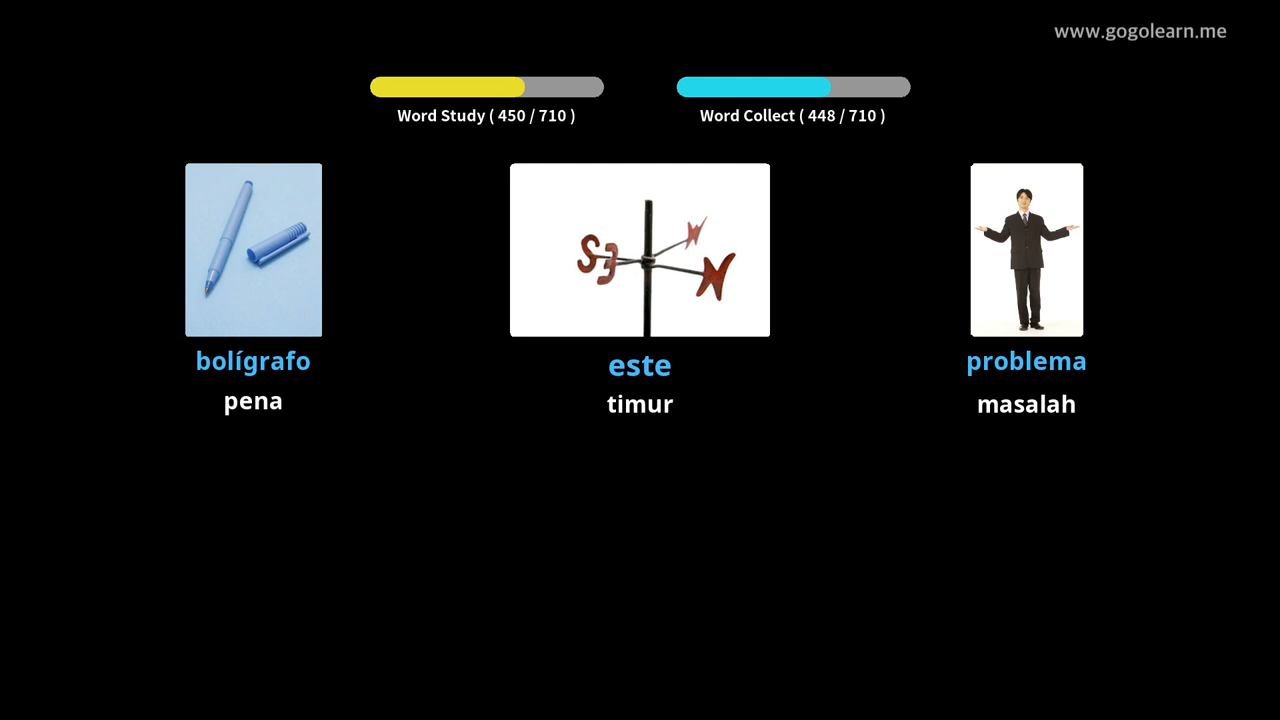 www.gogolearn.me
Word Study ( 450 / 710 )
Word Collect ( 448 / 710 )
S E N W
bolígrafo
este
problema
pena
timur
masalah